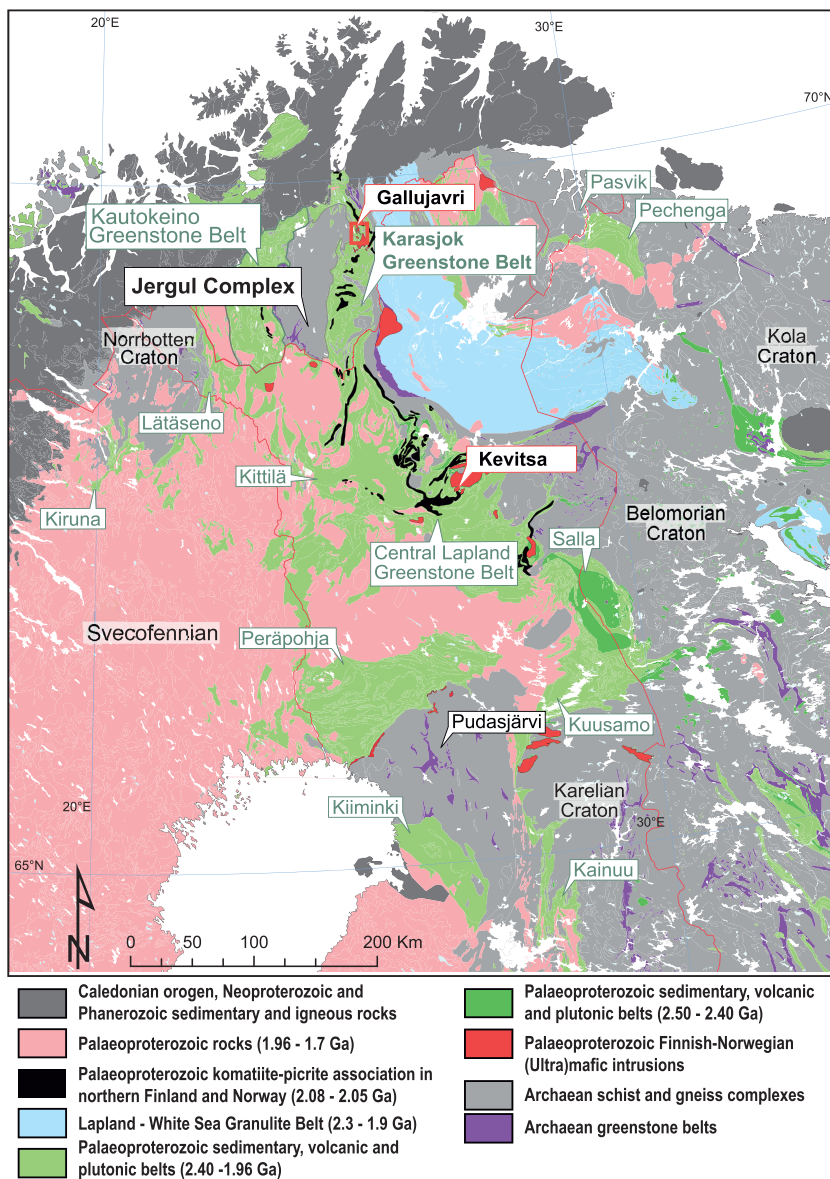 20°E
30°E
70°N
Pasvik
Gallujavri
Pechenga
Kautokeino
Greenstone Belt
Karasjok
Greenstone Belt
Jergul Complex
Norrbotten
Craton
Kola
Craton
Lätäseno
Kittilä
Kevitsa
Kiruna
Belomorian
Craton
Salla
Central Lapland
Greenstone Belt
Svecofennian
Peräpohja
Pudasjärvi
Kuusamo
Karelian
Craton
20°E
30°E
Kiiminki
65°N
Kainuu
N
0 50 100 200 Km
Caledonian orogen, Neoproterozoic and
Phanerozoic sedimentary and igneous rocks
Palaeoproterozoic rocks (1.96 - 1.7 Ga)
Palaeoproterozoic komatiite-picrite association in
northern Finland and Norway (2.08 - 2.05 Ga)
Lapland - White Sea Granulite Belt (2.3 - 1.9 Ga)
Palaeoproterozoic sedimentary, volcanic and
plutonic belts (2.40 -1.96 Ga)
Palaeoproterozoic sedimentary, volcanic
and plutonic belts (2.50 - 2.40 Ga)
Palaeoproterozoic Finnish-Norwegian
(Ultra)mafic intrusions
Archaean schist and gneiss complexes
Archaean greenstone belts